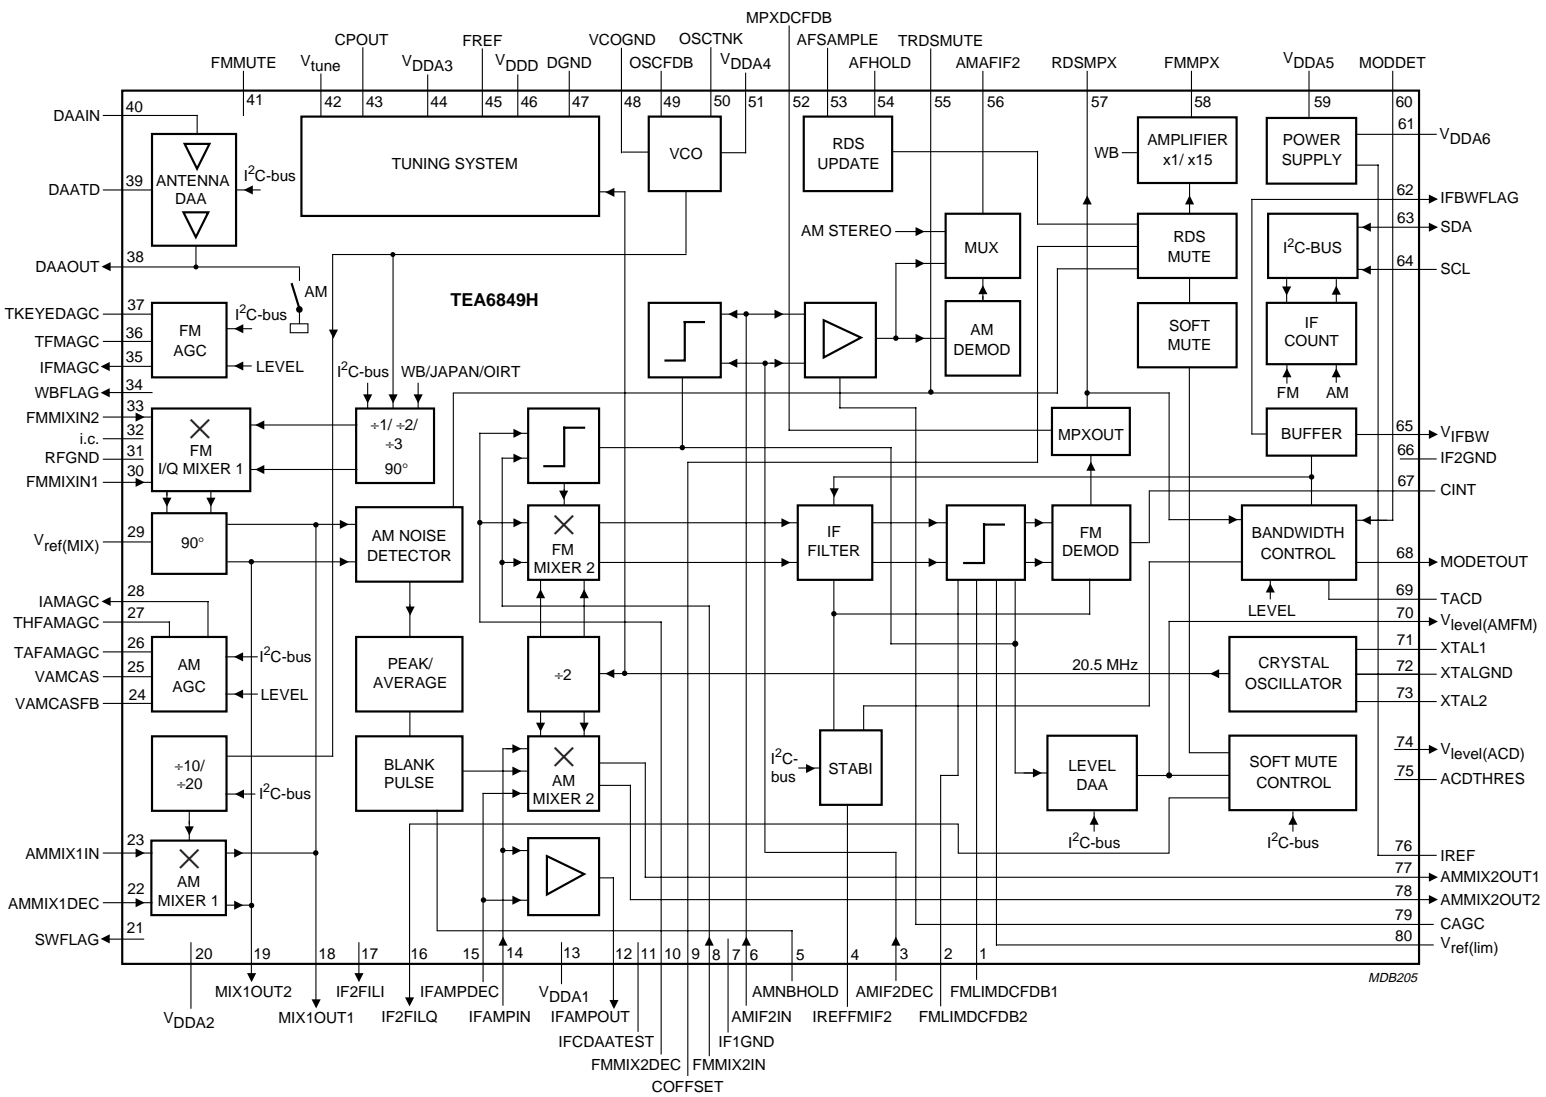 MPXDCFDB
CPOUT FREF VCOGND OSCTNK AFSAMPLE TRDSMUTE
FMMUTE Vtune VDDA3 VDDD DGND OSCFDB VDDA4 AFHOLD AMAFIF2 RDSMPX FMMPX VDDA5 MODDET
40 41 42 43 44 45 46 47 48 49 50 51 52 53 54 55 56 57 58 59 60
DAAIN
61
VDDA6
TUNING SYSTEM
VCO
RDS
UPDATE
WB
AMPLIFIER
x1/ x15
POWER
SUPPLY
39
DAATD
ANTENNA
DAA
I2C-bus
62
IFBWFLAG
AM STEREO
MUX
RDS
MUTE
I2C-BUS
63
SDA
38
DAAOUT
64
SCL
AM
TEA6849H
37
TKEYEDAGC
FM
AGC
I2C-bus
36
TFMAGC
35
IFMAGC
LEVEL
AM
DEMOD
SOFT
MUTE
IF
COUNT
34
WBFLAG
I2C-bus
WB/JAPAN/OIRT
FM
AM
33
FMMIXIN2
32
i.c.
31
RFGND
30
FMMIXIN1
FM
I/Q MIXER 1
÷1/ ÷2/
÷3
90°
MPXOUT
BUFFER
65
VIFBW
66
IF2GND
67
CINT
29
Vref(MIX)
90°
AM NOISE
DETECTOR
FM
MIXER 2
IF
FILTER
FM
DEMOD
BANDWIDTH
CONTROL
68
MODETOUT
28
IAMAGC
27
THFAMAGC
LEVEL
69
TACD
70
Vlevel(AMFM)
26
TAFAMAGC
25
VAMCAS
24
VAMCASFB
AM
AGC
I2C-bus
LEVEL
PEAK/
AVERAGE
÷2
20.5 MHz
CRYSTAL
OSCILLATOR
71
XTAL1
72
XTALGND
73
XTAL2
÷10/
÷20
I2C-bus
BLANK
PULSE
AM
MIXER 2
I2C-
bus
STABI
LEVEL
DAA
I2C-bus
SOFT MUTE
CONTROL
I2C-bus
74
Vlevel(ACD)
75
ACDTHRES
23
AMMIX1IN
22
AMMIX1DEC
21
SWFLAG
AM
MIXER 1
76
IREF
77
AMMIX2OUT1
78
AMMIX2OUT2
79
CAGC
80
Vref(lim)
20 19 18 17 16 15 14 13 12 11 10 9 8 7 6 5 4 3 2 1
MDB205
MIX1OUT2 IF2FILI IFAMPDEC VDDA1 AMNBHOLD AMIF2DEC FMLIMDCFDB1
VDDA2 MIX1OUT1 IF2FILQ IFAMPIN IFAMPOUT AMIF2IN IREFFMIF2 FMLIMDCFDB2
IFCDAATEST IF1GND
FMMIX2DEC FMMIX2IN
COFFSET